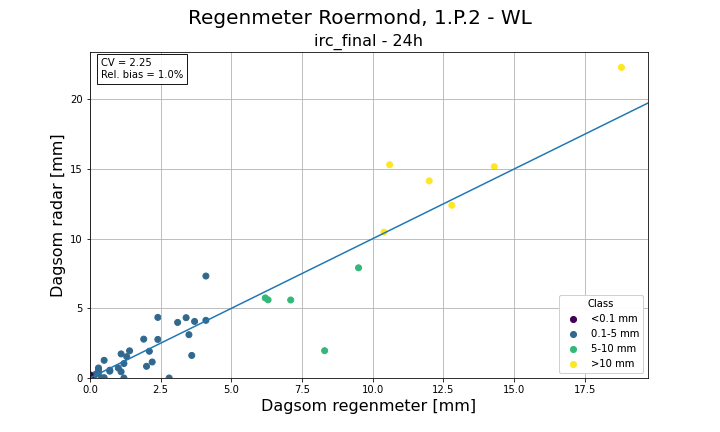 Regenmeter Roermond, 1.P.2 - WL
irc_final - 24h
CV = 2.25
Rel. bias = 1.0%
Dagsom radar [mm]
20
15
10
5
0
0.0 2.5 5.0 7.5 10.0 12.5 15.0 17.5
Dagsom regenmeter [mm]
Class
<0.1 mm
0.1-5 mm
5-10 mm
>10 mm